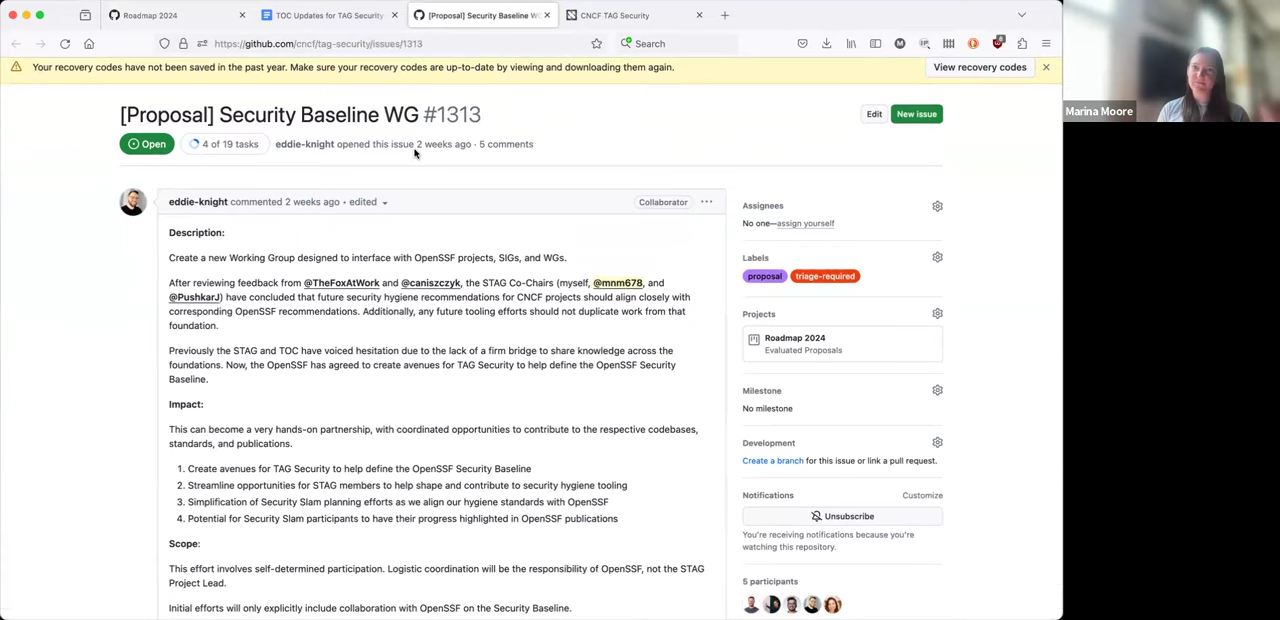 Roadmap 2024
TOC Updates for TAG Security
[Proposal] Security Baseline W
CNCF TAG Security
https://github.com/cncf/tag-security/issues/1313
Search
Your recovery codes have not been saved in the past year. Make sure your recovery codes are up-to-date by viewing and downloading them again.
View recovery codes
Marina Moore
[Proposal] Security Baseline WG #1313
Edit
New issue
Open
4 of 19 tasks
eddie-knight opened this issue 2 weeks ago · 5 comments
eddie-knight commented 2 weeks ago • edited
Collaborator
Description:
Create a new Working Group designed to interface with OpenSSF projects, SIGs, and WGs.
After reviewing feedback from @TheFoxAtWork and @caniszczyk, the STAG Co-Chairs (myself, @mnm678, and
@PushkarJ) have concluded that future security hygiene recommendations for CNCF projects should align closely with
corresponding OpenSSF recommendations. Additionally, any future tooling efforts should not duplicate work from that
foundation.
Previously the STAG and TOC have voiced hesitation due to the lack of a firm bridge to share knowledge across the
foundations. Now, the OpenSSF has agreed to create avenues for TAG Security to help define the OpenSSF Security
Baseline.
Impact:
This can become a very hands-on partnership, with coordinated opportunities to contribute to the respective codebases,
standards, and publications.
1. Create avenues for TAG Security to help define the OpenSSF Security Baseline
2. Streamline opportunities for STAG members to help shape and contribute to security hygiene tooling
3. Simplification of Security Slam planning efforts as we align our hygiene standards with OpenSSF
4. Potential for Security Slam participants to have their progress highlighted in OpenSSF publications
Scope:
This effort involves self-determined participation. Logistic coordination will be the responsibility of OpenSSF, not the STAG
Project Lead.
Initial efforts will only explicitly include collaboration with OpenSSF on the Security Baseline.
Assignees
No one—assign yourself
Labels
proposal
triage-required
Projects
Roadmap 2024
Evaluated Proposals
Milestone
No milestone
Development
Create a branch for this issue or link a pull request.
Notifications
Customize
Unsubscribe
You're receiving notifications because you're
watching this repository.
5 participants